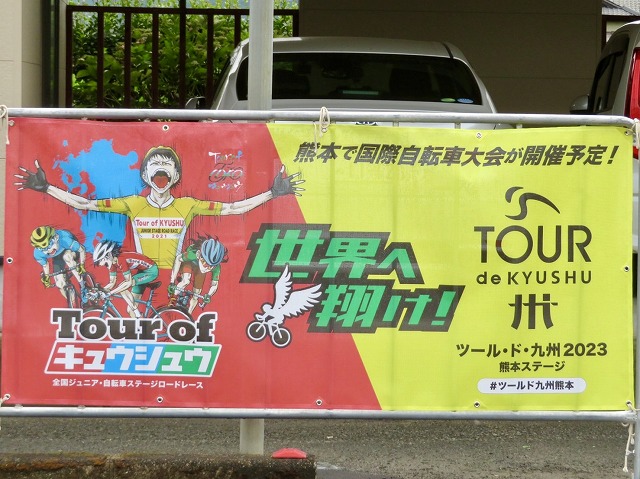 熊本で国際自転車大会が開催予定!
Tour of KYUSHU
JUNIOR STAGE ROAD RACE
2021
Tour of
キュウシュウ
全国ジュニア・自転車ステージロードレース
世界へ
翔け!
TOUR
de KYUSHU
ツール・ド・九州2023
熊本ステージ
#ツールド九州熊本